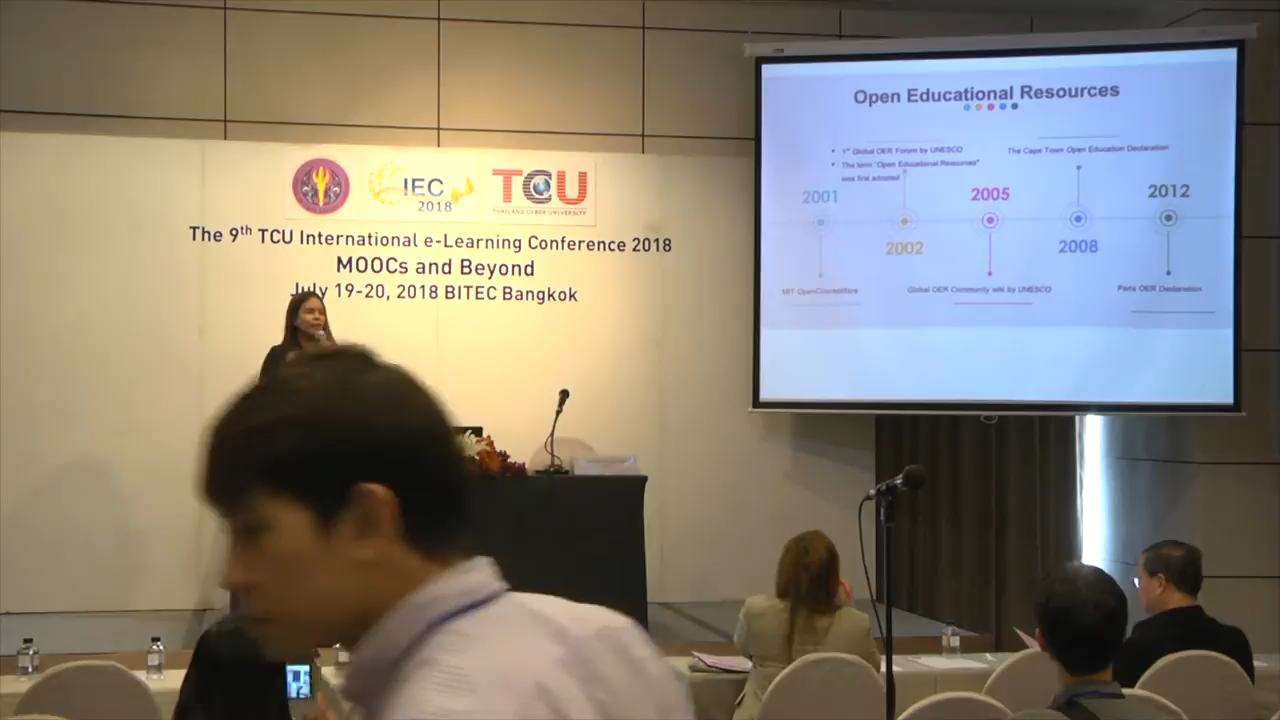 IEC
2018
TCU
THAILAND CYBER UNIVERSITY
The 9th TCU International e-Learning Conference 2018
MOOCs and Beyond
July 19-20, 2018 BITEC Bangkok
Open Educational Resources
• 1st Global OER Forum by UNESCO
• The term "Open Educational Resources"
was first adopted
The Cape Town Open Education Declaration
2001
2005
2012
2002
2008
MIT OpenCourseWare
Global OER Community wiki by UNESCO
Paris OER Declaration